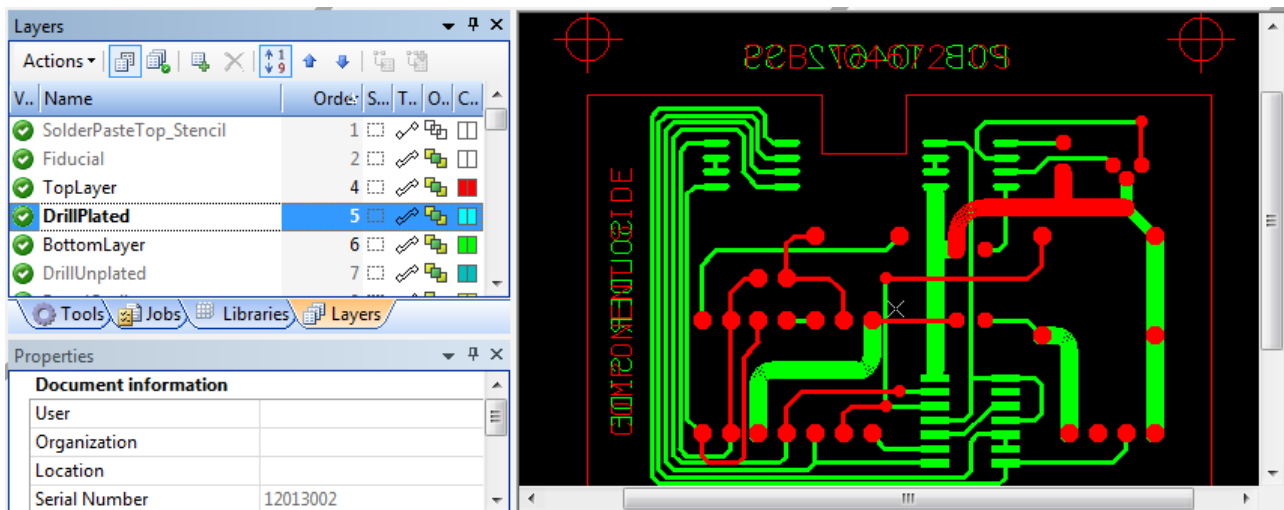 Layers
Actions
V.. Name Order S... T.. O.. C..
SolderPasteTop_Stencil 1
Fiducial 2
TopLayer 4
DrillPlated 5
BottomLayer 6
DrillUnplated 7
Tools Jobs Libraries Layers
Properties
Document information
User
Organization
Location
Serial Number 12013002